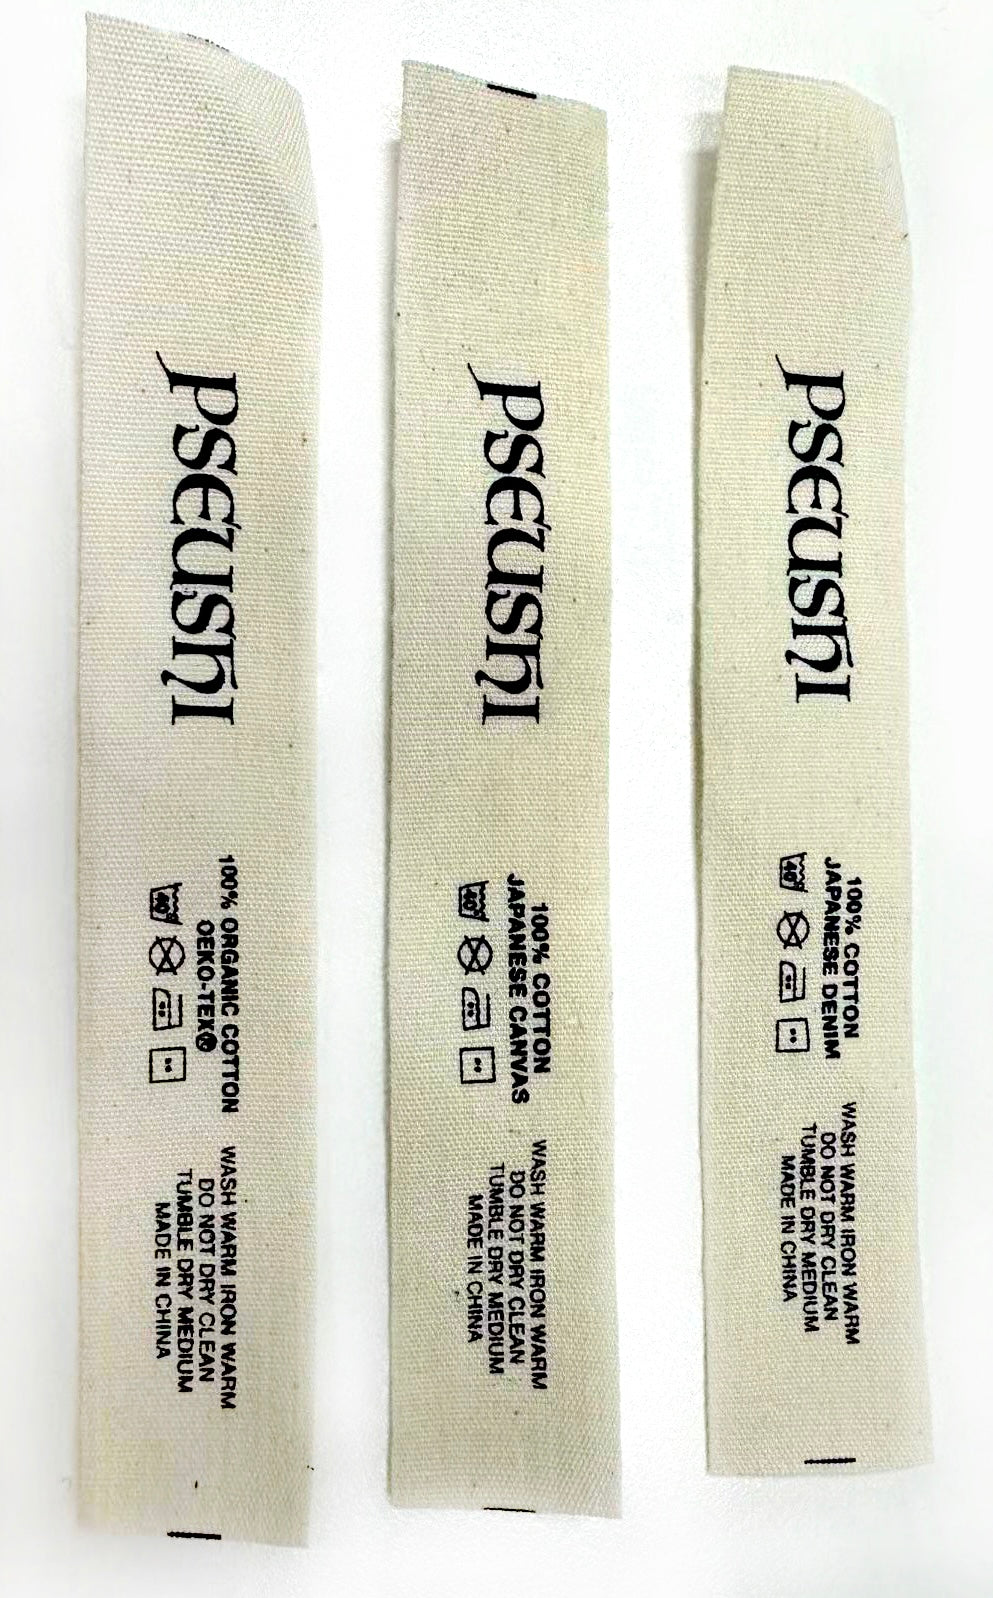 PSEUSHI
100% ORGANIC COTTON
OEKO-TEX®
40
WASH WARM IRON WARM
DO NOT DRY CLEAN
TUMBLE DRY MEDIUM
MADE IN CHINA
PSEUSHI
100% COTTON
JAPANESE CANVAS
40
WASH WARM IRON WARM
DO NOT DRY CLEAN
TUMBLE DRY MEDIUM
MADE IN CHINA
PSEUSHI
100% COTTON
JAPANESE DENIM
40
WASH WARM IRON WARM
DO NOT DRY CLEAN
TUMBLE DRY MEDIUM
MADE IN CHINA